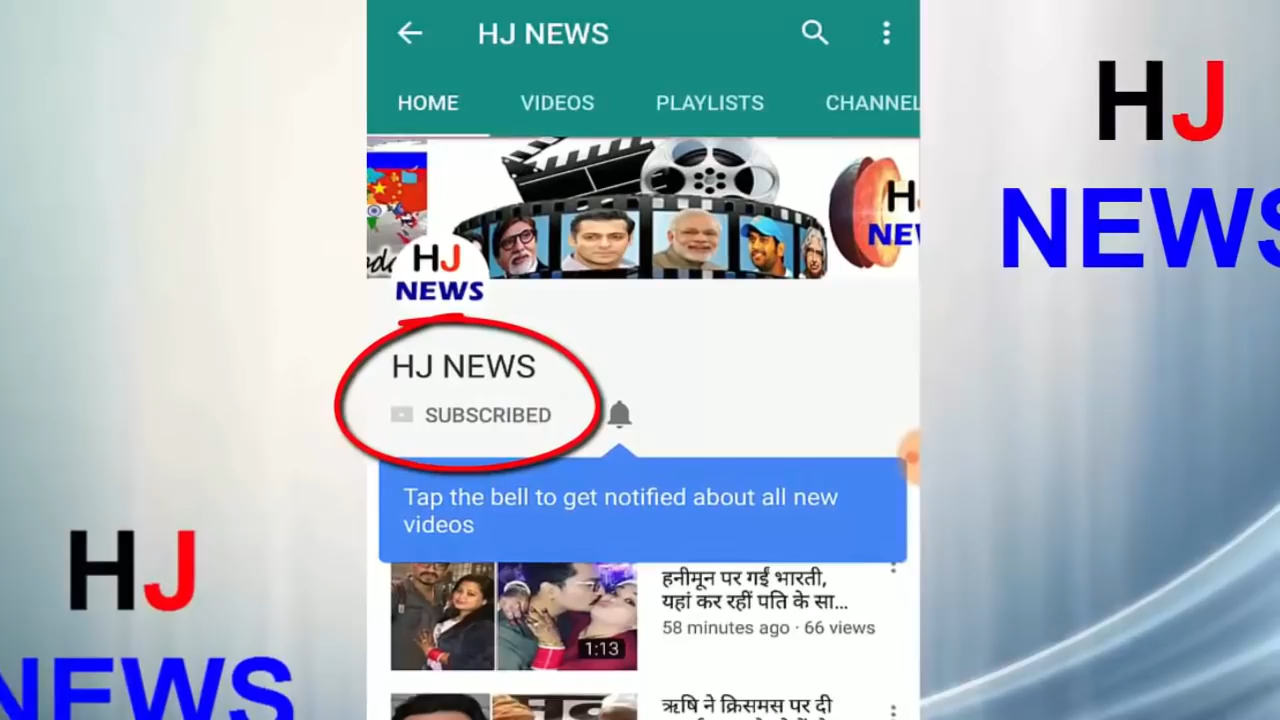 HJ NEWS
HOME VIDEOS PLAYLISTS CHANNEL
HJ
NEWS
HJ
NEWS
HJ NEWS
SUBSCRIBED
Tap the bell to get notified about all new
videos
हनीमून पर गईं भारती,
यहां कर रहीं पति के सा...
58 minutes ago · 66 views
1:13
ऋषि ने क्रिसमस पर दी
HJ
NEWS